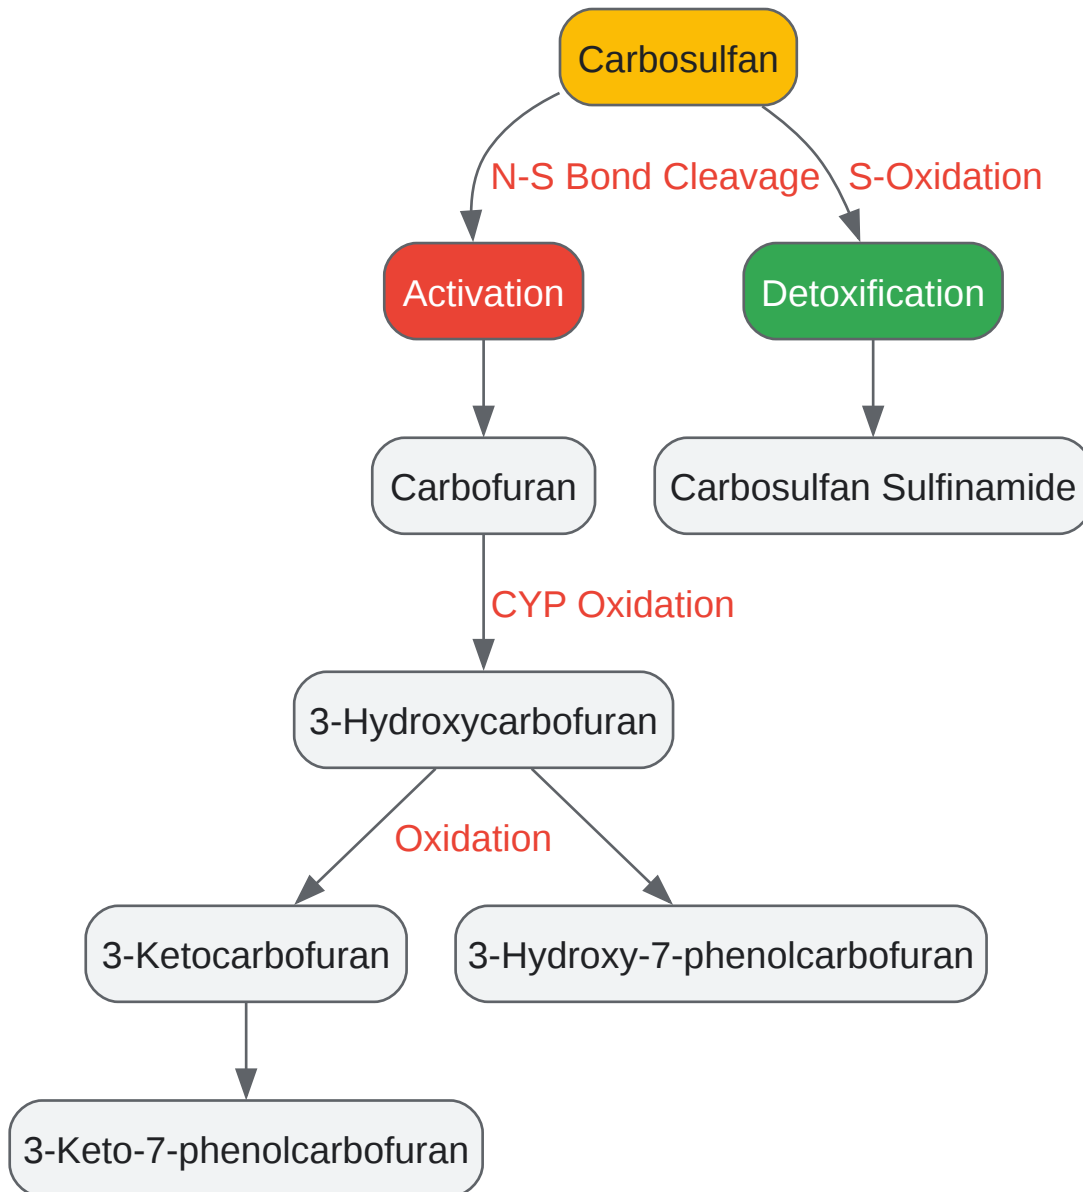 Carbosulfan
N-S Bond Cleavage
S-Oxidation
Activation
Detoxification
Carbofuran
Carbosulfan Sulfinamide
CYP Oxidation
3-Hydroxycarbofuran
Oxidation
3-Ketocarbofuran
3-Hydroxy-7-phenolcarbofuran
3-Keto-7-phenolcarbofuran